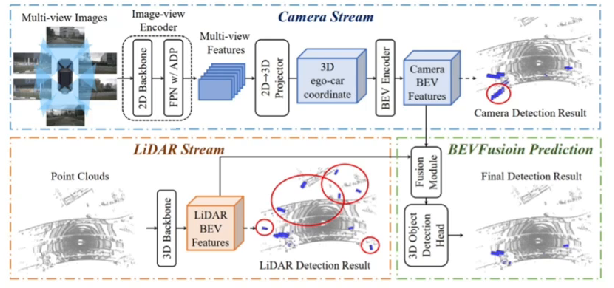 Camera Stream
Multi-view Images
Image-view
Encoder
2D Backbone
FPN w/ ADP
Multi-view
Features
2D→3D
Projector
3D
ego-car
coordinate
BEV Encoder
Camera
BEV
Features
Camera Detection Result
LiDAR Stream
Point Clouds
3D Backbone
LiDAR
BEV
Features
LiDAR Detection Result
BEVFusioin Prediction
Fusion
Module
3D Object
Detection
Head
Final Detection Result